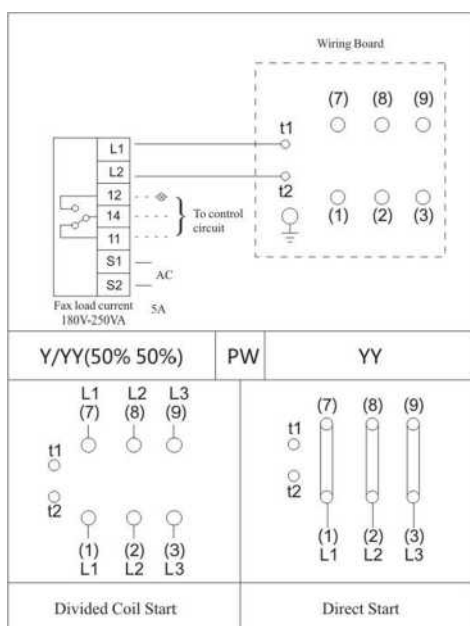 Wiring Board
(7) (8) (9)
t1
L1
L2
t2
12
14
11
S1
S2
To control
circuit
(1) (2) (3)
AC
5A
Fax load current
180V-250VA
Y/YY(50% 50%) PW YY
L1 L2 L3
(7) (8) (9)
t1
t2
(1) (2) (3)
L1 L2 L3
(7) (8) (9)
t1
t2
(1) (2) (3)
L1 L2 L3
Divided Coil Start
Direct Start